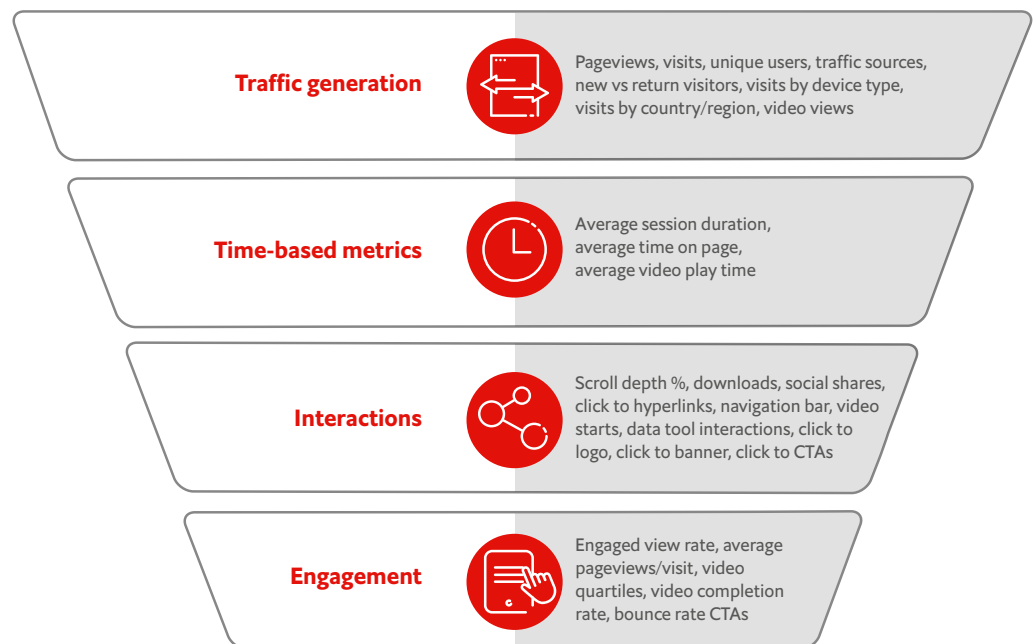 Traffic generation
Pageviews, visits, unique users, traffic sources,
new vs return visitors, visits by device type,
visits by country/region, video views
Time-based metrics
Average session duration,
average time on page,
average video play time
Interactions
Scroll depth %, downloads, social shares,
click to hyperlinks, navigation bar, video
starts, data tool interactions, click to
logo, click to banner, click to CTAs
Engagement
Engaged view rate, average
pageviews/visit, video
quartiles, video completion
rate, bounce rate CTAs